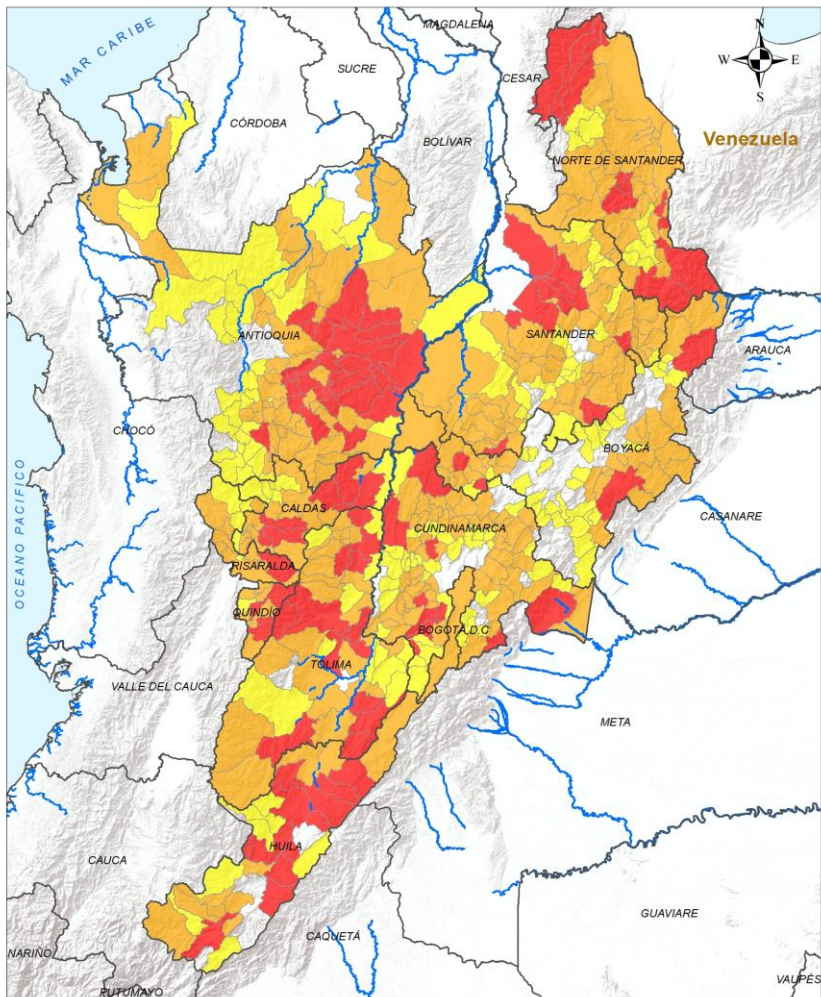 MAR CARIBE
MAGDALENA
SUCRE
CESAR
CÓRDOBA
BOLÍVAR
N
W
E
S
Venezuela
NORTE DE SANTANDER
ANTIOQUIA
SANTANDER
ARAUCA
CHOCÓ
BOYACÁ
OCEANO PACIFICO
CALDAS
CUNDINAMARCA
CASANARE
RISARALDA
QUINDÍO
BOGOTÁ D.C
TOLIMA
VALLE DEL CAUCA
META
HUILA
CAUCA
GUAVIARE
CAQUETÁ
NARIÑO
PUTUMAYO
VAUPÉS